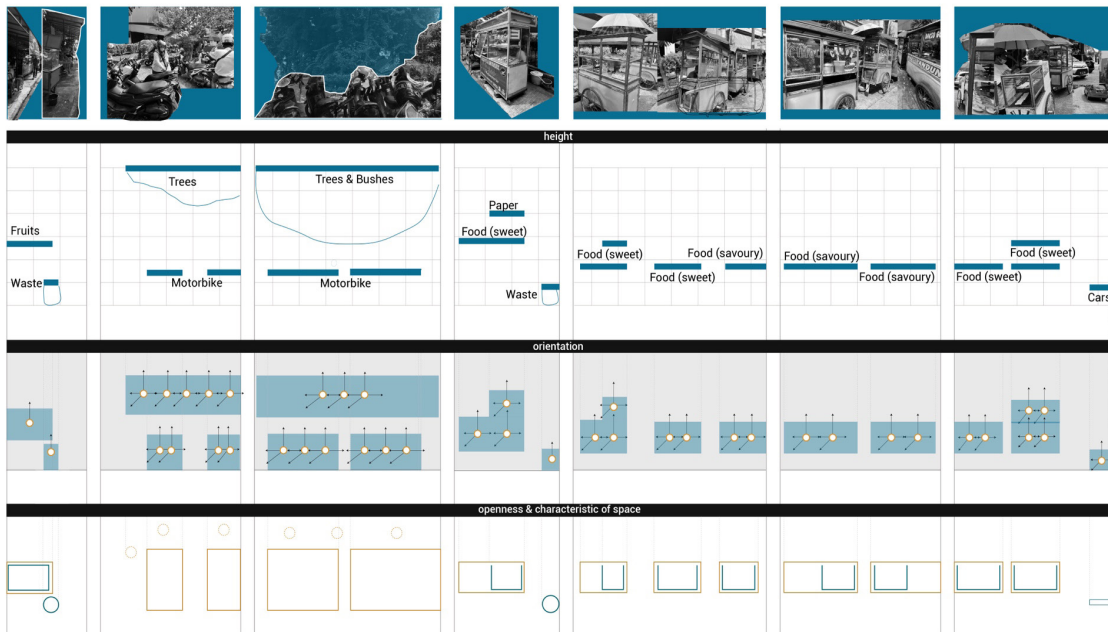 height
Trees
Trees & Bushes
Paper
Fruits
Food (sweet)
Food (sweet)
Food (savoury)
Food (savoury)
Food (sweet)
Waste
Motorbike
Motorbike
Waste
Food (sweet)
Food (savoury)
Food (sweet)
Cars
orientation
openness & characteristic of space